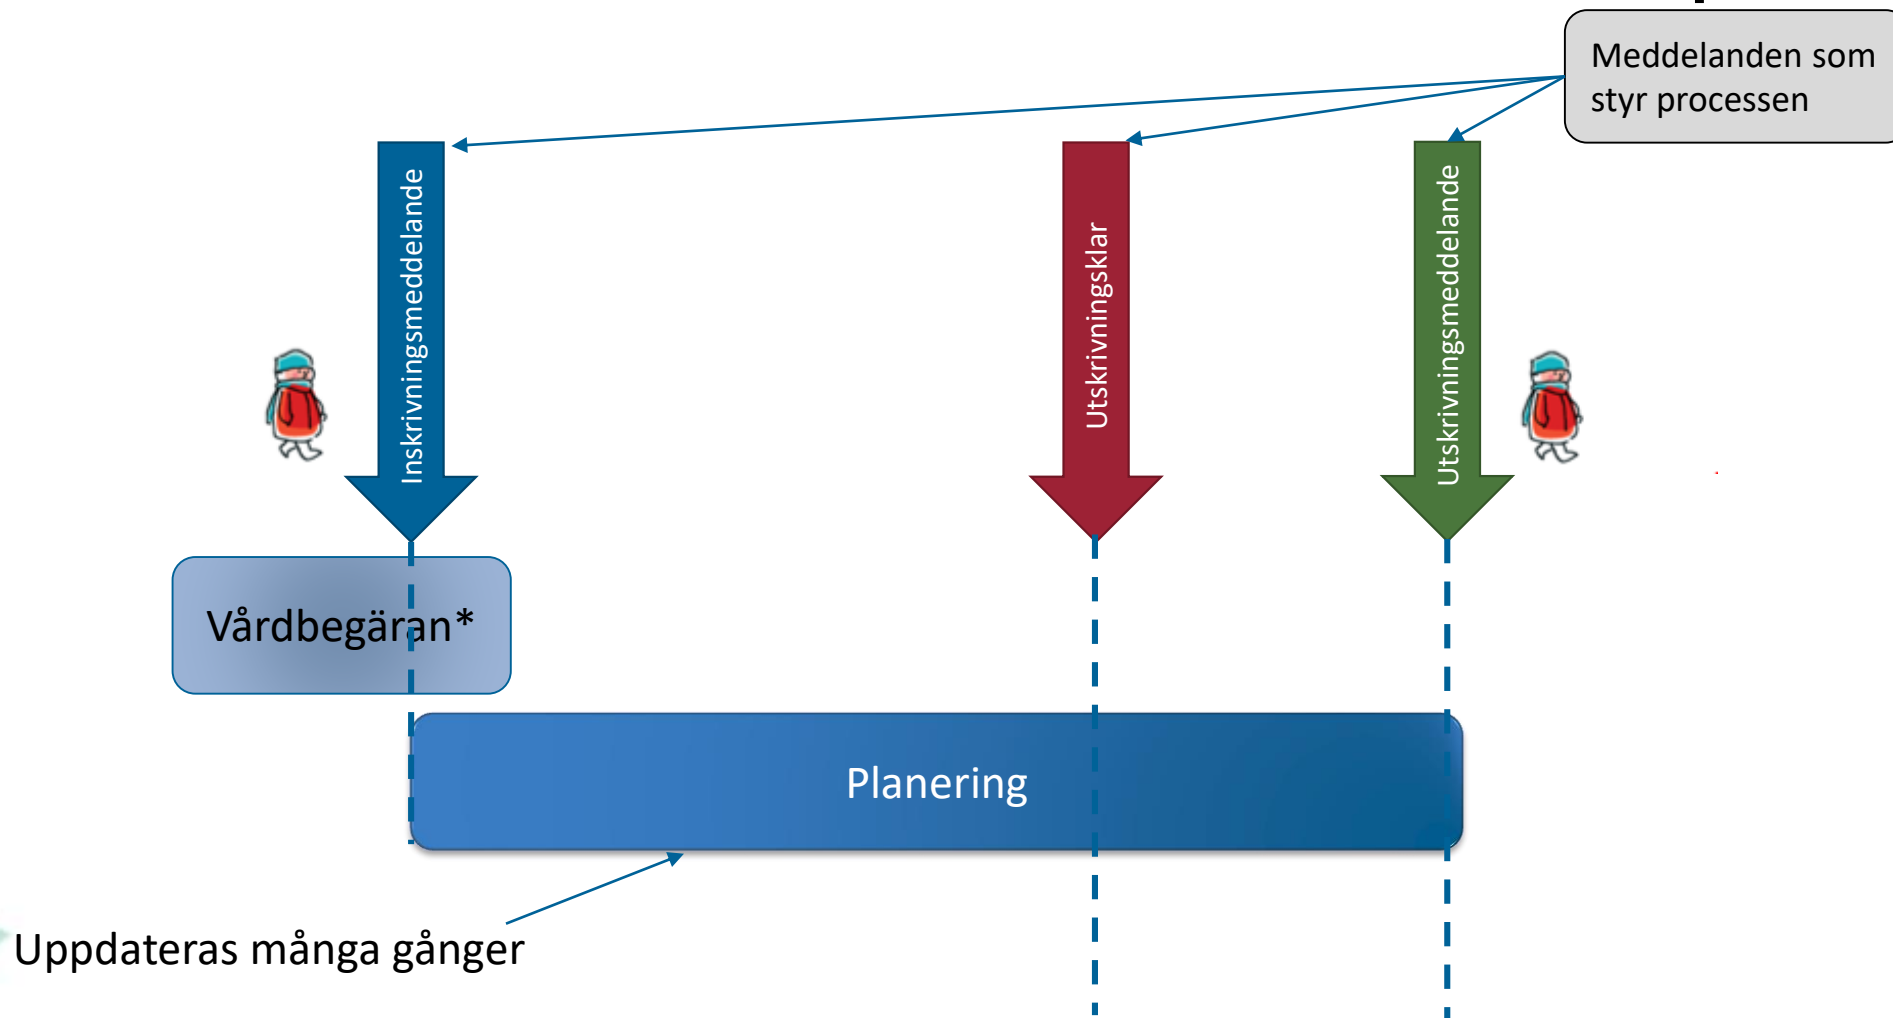 Meddelanden som
styr processen
Inskrivningsmeddelande
Utskrivningsklar
Utskrivningsmeddelande
Vårdbegäran*
Planering
Uppdateras många gånger